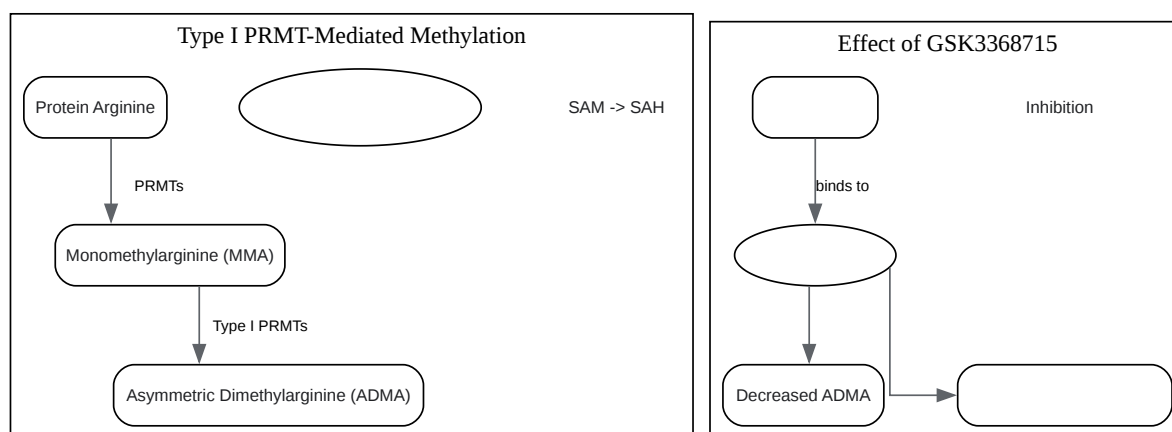 Type I PRMT-Mediated Methylation
Protein Arginine
SAM -> SAH
PRMTs
Monomethylarginine (MMA)
Type I PRMTs
Asymmetric Dimethylarginine (ADMA)
Effect of GSK3368715
Inhibition
binds to
Decreased ADMA